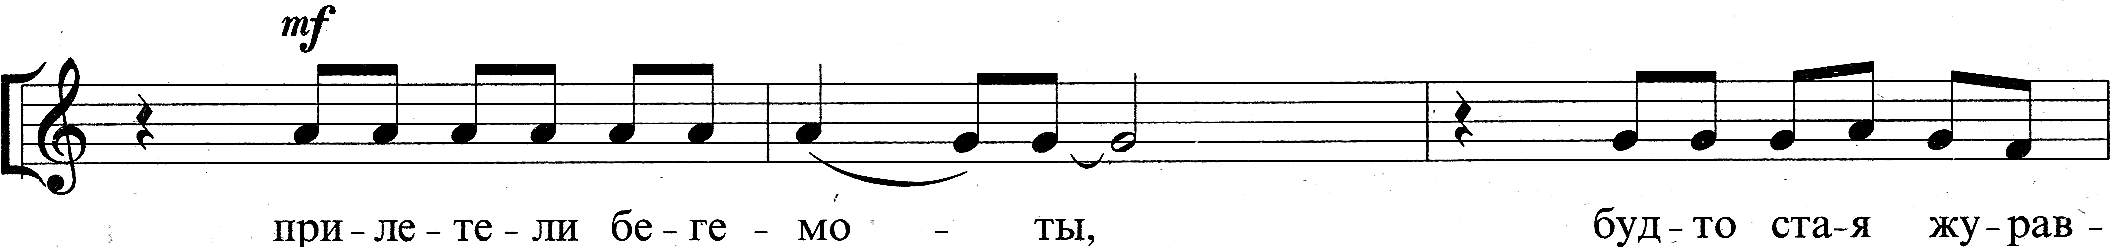 mf
при - ле - те - ли бе - ге - мо - ты, буд - то ста - я жу - рав -